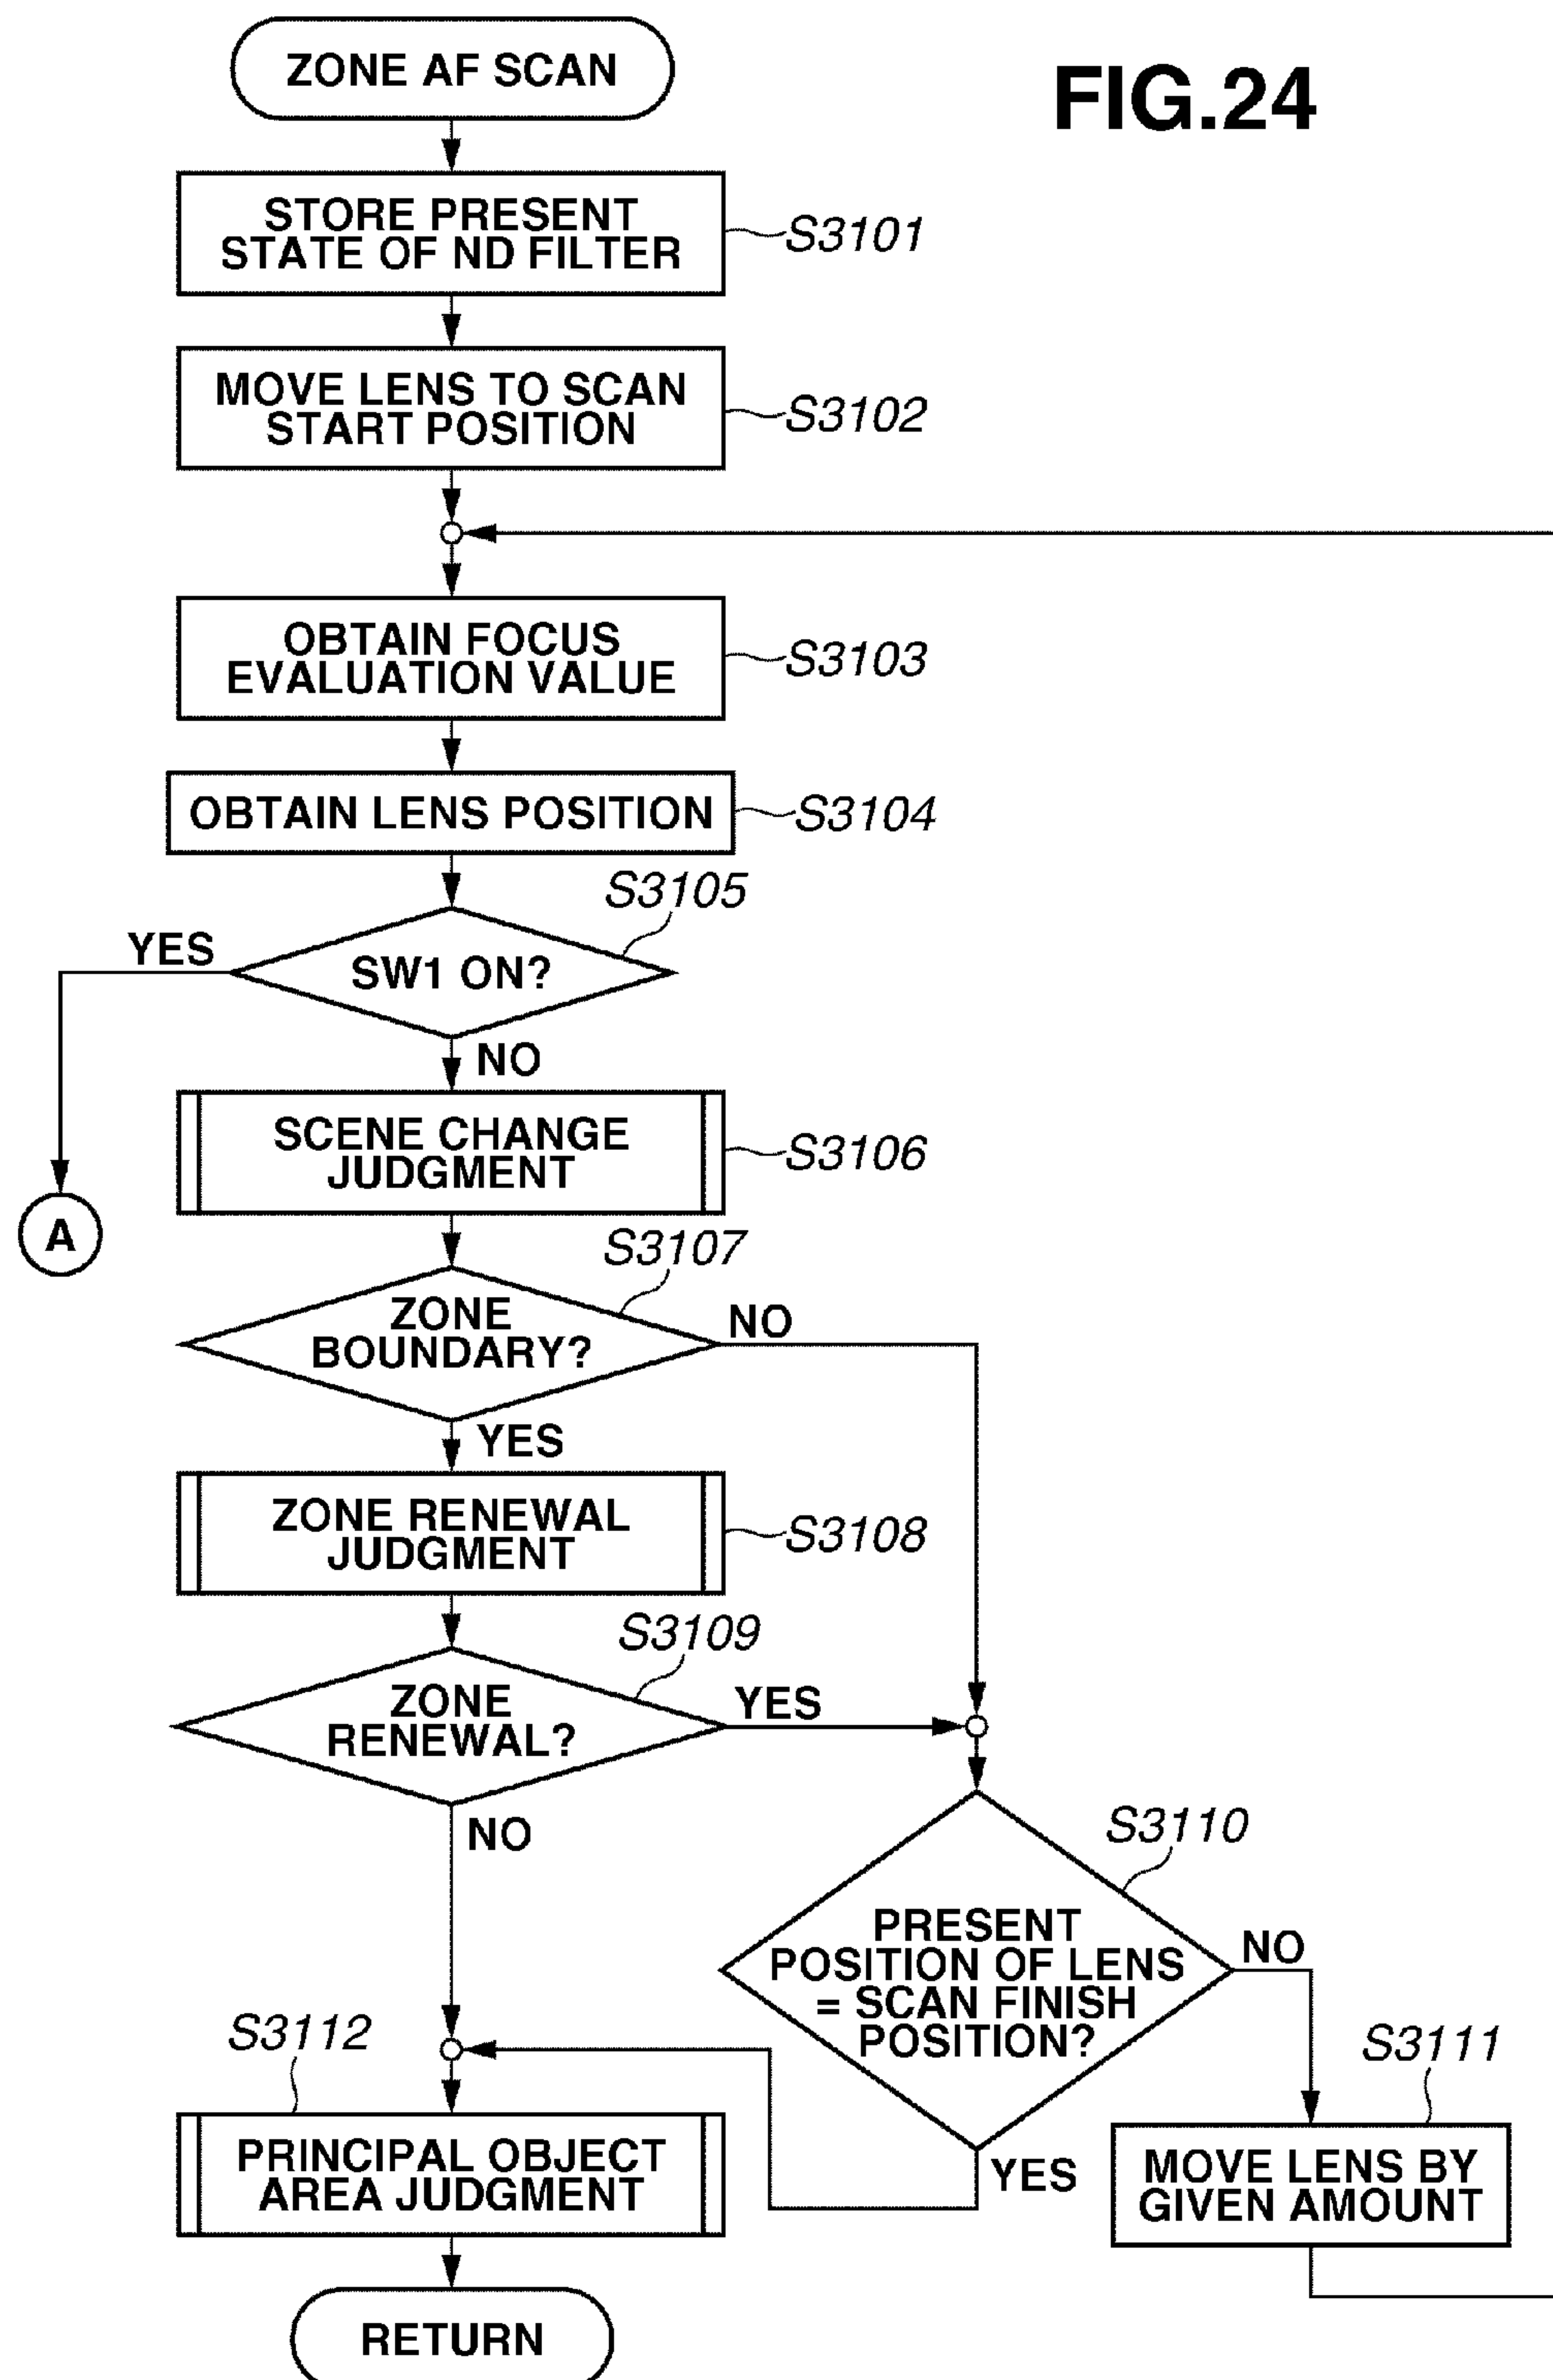 ZONE AF SCAN
FIG.24
STORE PRESENT
STATE OF ND FILTER
S3101
MOVE LENS TO SCAN
START POSITION
S3102
OBTAIN FOCUS
EVALUATION VALUE
S3103
OBTAIN LENS POSITION
S3104
S3105
YES
SW1 ON?
NO
SCENE CHANGE
JUDGMENT
S3106
A
S3107
ZONE
BOUNDARY?
NO
YES
ZONE RENEWAL
JUDGMENT
S3108
S3109
ZONE
RENEWAL?
YES
NO
S3110
PRESENT
POSITION OF LENS
= SCAN FINISH
POSITION?
NO
YES
S3111
MOVE LENS BY
GIVEN AMOUNT
S3112
PRINCIPAL OBJECT
AREA JUDGMENT
RETURN